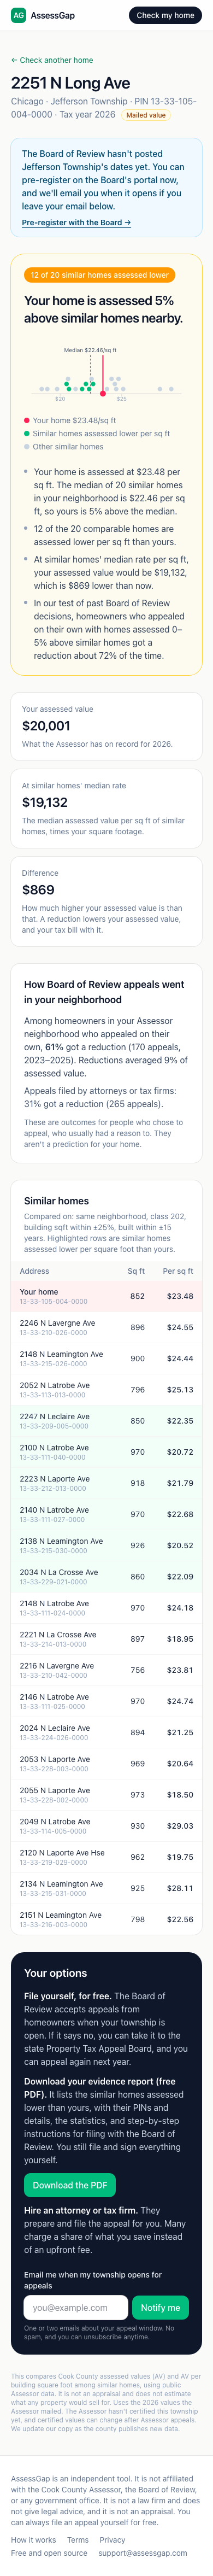 AG AssessGap Check my home
← Check another home
2251 N Long Ave
Chicago · Jefferson Township · PIN 13-33-105-
004-0000 · Tax year 2026 Mailed value
The Board of Review hasn't posted
Jefferson Township's dates yet. You can
pre-register on the Board's portal now,
and we'll email you when it opens if you
leave your email below.
Pre-register with the Board →
12 of 20 similar homes assessed lower
Your home is assessed 5%
above similar homes nearby.
Median $22.46/sq ft
$20 $25
Your home $23.48/sq ft
Similar homes assessed lower per sq ft
Other similar homes
Your home is assessed at $23.48 per
sq ft. The median of 20 similar homes
in your neighborhood is $22.46 per sq
ft, so yours is 5% above the median.
12 of the 20 comparable homes are
assessed lower per sq ft than yours.
At similar homes' median rate per sq ft,
your assessed value would be $19,132,
which is $869 lower than now.
In our test of past Board of Review
decisions, homeowners who appealed
on their own with homes assessed 0–
5% above similar homes got a
reduction about 72% of the time.
Your assessed value
$20,001
What the Assessor has on record for 2026.
At similar homes' median rate
$19,132
The median assessed value per sq ft of similar
homes, times your square footage.
Difference
$869
How much higher your assessed value is than
that. A reduction lowers your assessed value,
and your tax bill with it.
How Board of Review appeals went
in your neighborhood
Among homeowners in your Assessor
neighborhood who appealed on their
own, 61% got a reduction (170 appeals,
2023–2025). Reductions averaged 9% of
assessed value.
Appeals filed by attorneys or tax firms:
31% got a reduction (265 appeals).
These are outcomes for people who chose to
appeal, who usually had a reason to. They
aren't a prediction for your home.
Similar homes
Compared on: same neighborhood, class 202,
building sqft within ±25%, built within ±15
years. Highlighted rows are similar homes
assessed lower per square foot than yours.
Address Sq ft Per sq ft
Your home 852 $23.48
13-33-105-004-0000
2246 N Lavergne Ave 896 $24.55
13-33-210-026-0000
2148 N Leamington Ave 900 $24.44
13-33-215-026-0000
2052 N Latrobe Ave 796 $25.13
13-33-113-013-0000
2247 N Leclaire Ave 850 $22.35
13-33-209-005-0000
2100 N Latrobe Ave 970 $20.72
13-33-111-040-0000
2223 N Laporte Ave 918 $21.79
13-33-212-013-0000
2140 N Latrobe Ave 970 $22.68
13-33-111-027-0000
2138 N Leamington Ave 926 $20.52
13-33-215-030-0000
2034 N La Crosse Ave 860 $22.09
13-33-229-021-0000
2148 N Latrobe Ave 970 $24.18
13-33-111-024-0000
2221 N La Crosse Ave 897 $18.95
13-33-214-013-0000
2216 N Lavergne Ave 756 $23.81
13-33-210-042-0000
2146 N Latrobe Ave 970 $24.74
13-33-111-025-0000
2024 N Leclaire Ave 894 $21.25
13-33-224-026-0000
2053 N Laporte Ave 969 $20.64
13-33-228-003-0000
2055 N Laporte Ave 973 $18.50
13-33-228-002-0000
2049 N Latrobe Ave 930 $29.03
13-33-114-005-0000
2120 N Laporte Ave Hse 962 $19.75
13-33-219-029-0000
2134 N Leamington Ave 925 $28.11
13-33-215-031-0000
2151 N Leamington Ave 798 $22.56
13-33-216-003-0000
Your options
File yourself, for free. The Board of
Review accepts appeals from
homeowners when your township is
open. If it says no, you can take it to the
state Property Tax Appeal Board, and you
can appeal again next year.
Download your evidence report (free
PDF). It lists the similar homes assessed
lower than yours, with their PINs and
details, the statistics, and step-by-step
instructions for filing with the Board of
Review. You still file and sign everything
yourself.
Download the PDF
Hire an attorney or tax firm. They
prepare and file the appeal for you. Many
charge a share of what you save instead
of an upfront fee.
Email me when my township opens for
appeals
you@example.com Notify me
One or two emails about your appeal window. No
spam, and you can unsubscribe anytime.
This compares Cook County assessed values (AV) and AV per
building square foot among similar homes, using public
Assessor data. It is not an appraisal and does not estimate
what any property would sell for. Uses the 2026 values the
Assessor mailed. The Assessor hasn't certified this township
yet, and certified values can change after Assessor appeals.
We update our copy as the county publishes new data.
AssessGap is an independent tool. It is not affiliated
with the Cook County Assessor, the Board of Review,
or any government office. It is not a law firm and does
not give legal advice, and it is not an appraisal. You
can always file an appeal yourself for free.
How it works Terms Privacy
Free and open source support@assessgap.com